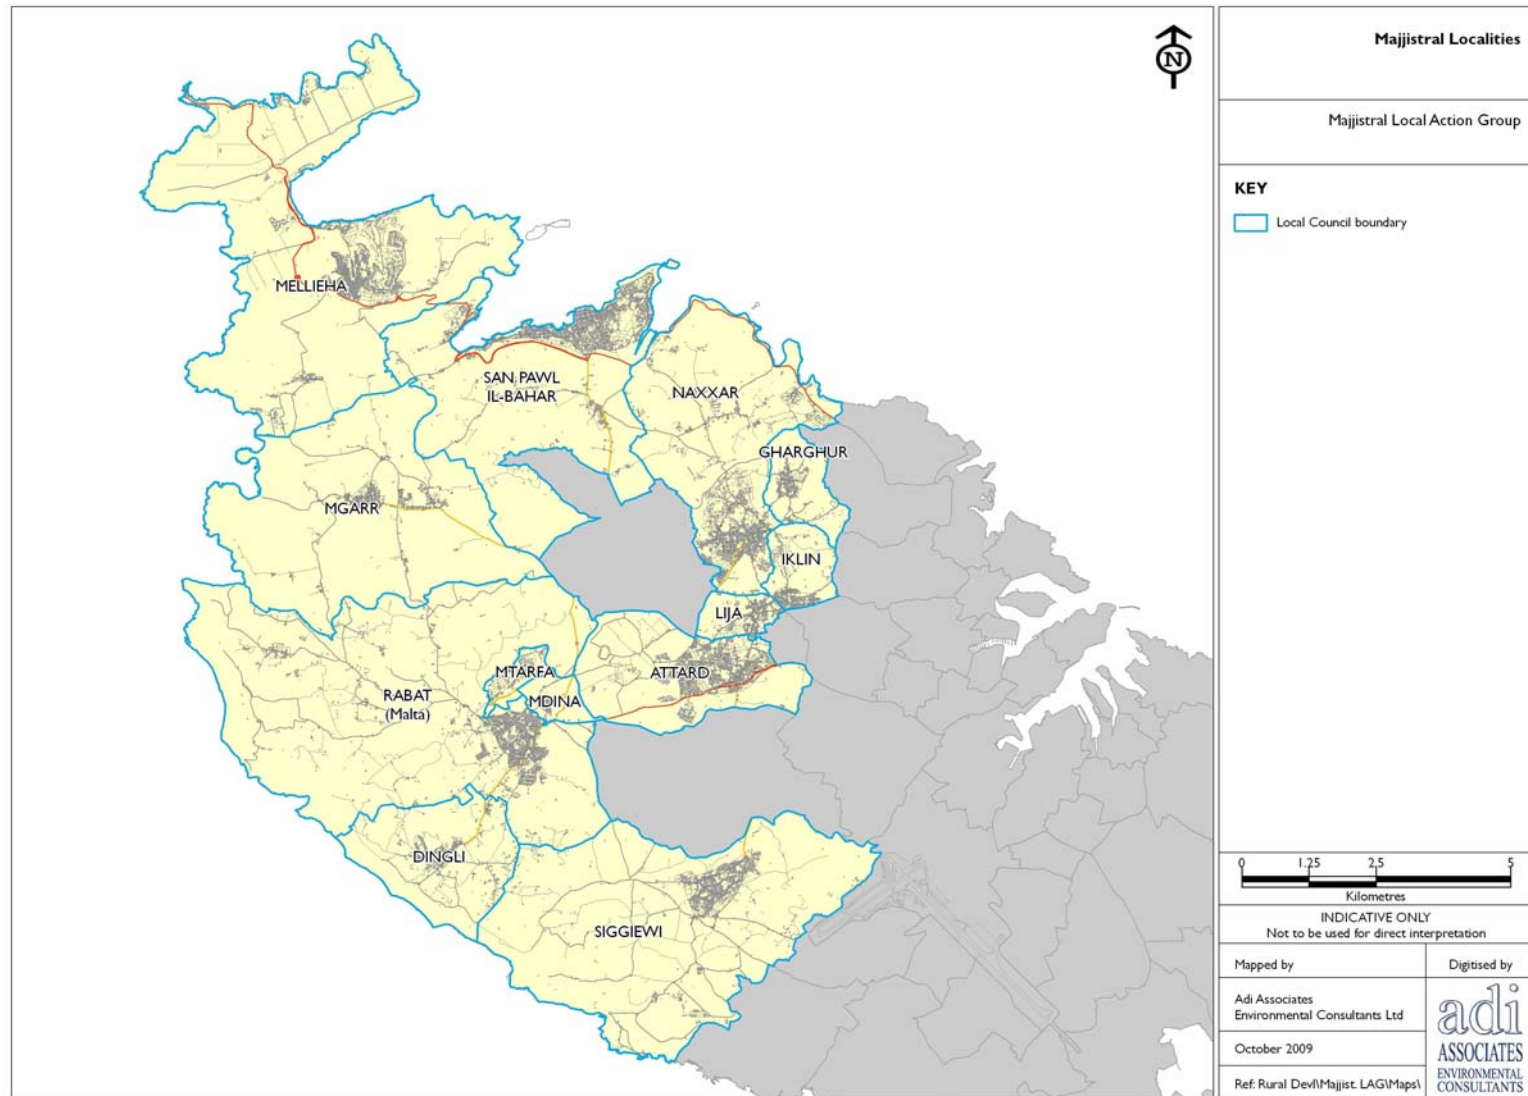 N
Majjistral Localities
Majjistral Local Action Group
KEY
Local Council boundary
MELLIEHA
SAN PAWL
IL-BAHAR
NAXXAR
GHARGHUR
MGARR
IKLIN
LIJA
MTARFA
ATTARD
RABAT
(Malta)
MDINA
DINGLI
SIGGIEWI
0 1.25 2.5 5
Kilometres
INDICATIVE ONLY
Not to be used for direct interpretation
Mapped by
Digitised by
Adi Associates
Environmental Consultants Ltd
October 2009
Ref: Rural Devl\Majjist. LAG\Maps\
adi
ASSOCIATES
ENVIRONMENTAL
CONSULTANTS